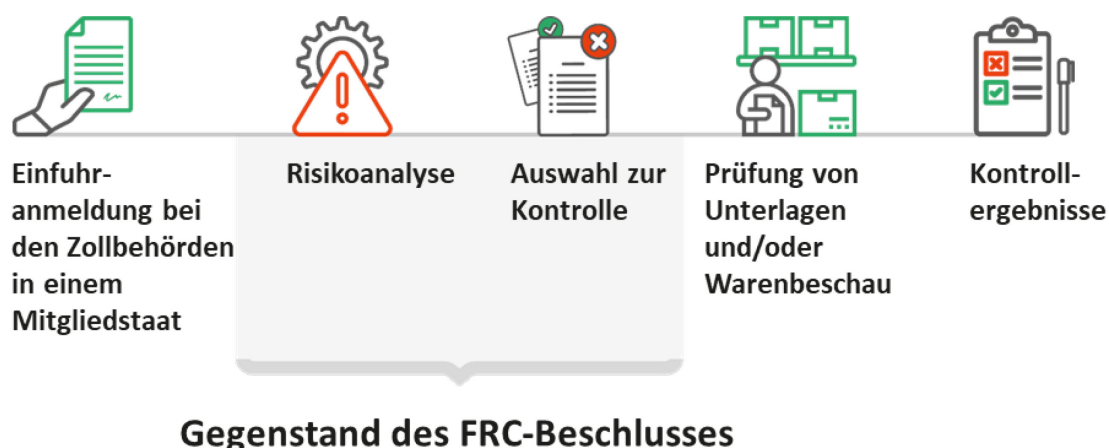 Einfuhr-
anmeldung bei
den Zollbehörden
in einem
Mitgliedstaat
Risikoanalyse
Auswahl zur
Kontrolle
Prüfung von
Unterlagen
und/oder
Warenbeschau
Kontroll-
ergebnisse
Gegenstand des FRC-Beschlusses